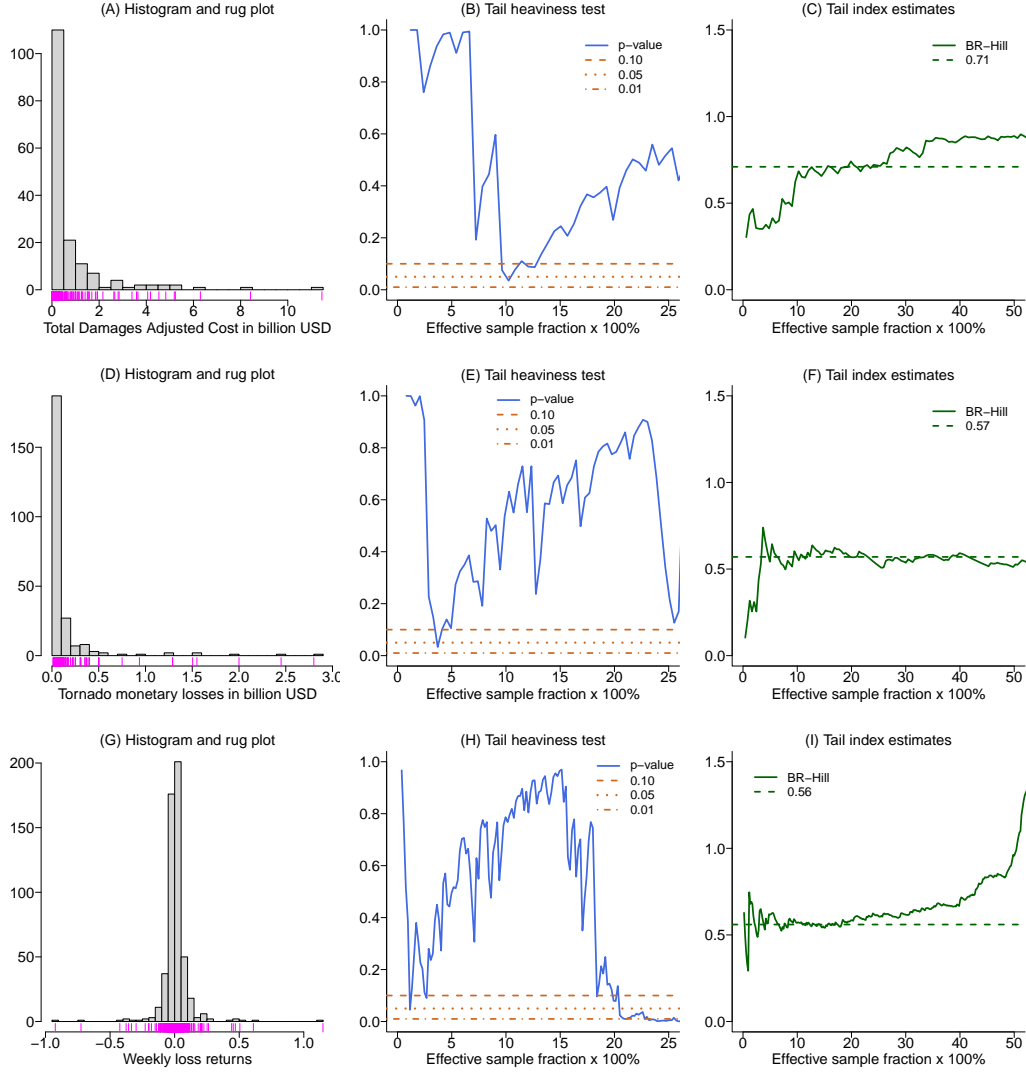 (A) Histogram and rug plot
100
80
60
40
20
0
0 2 4 6 8 10
Total Damages Adjusted Cost in billion USD
(B) Tail heaviness test
1.0
0.8
0.6
0.4
0.2
0.0
p−value
0.10
0.05
0.01
0 5 10 15 20 25
Effective sample fraction x 100%
(C) Tail index estimates
1.5
1.0
0.5
0.0
BR−Hill
0.71
0 10 20 30 40 50
Effective sample fraction x 100%
(D) Histogram and rug plot
150
100
50
0
0.0 0.5 1.0 1.5 2.0 2.5 3.0
Tornado monetary losses in billion USD
(E) Tail heaviness test
1.0
0.8
0.6
0.4
0.2
0.0
p−value
0.10
0.05
0.01
0 5 10 15 20 25
Effective sample fraction x 100%
(F) Tail index estimates
1.5
1.0
0.5
0.0
BR−Hill
0.57
0 10 20 30 40 50
Effective sample fraction x 100%
(G) Histogram and rug plot
200
150
100
50
0
−1.0 −0.5 0.0 0.5 1.0
Weekly loss returns
(H) Tail heaviness test
1.0
0.8
0.6
0.4
0.2
0.0
p−value
0.10
0.05
0.01
0 5 10 15 20 25
Effective sample fraction x 100%
(I) Tail index estimates
1.5
1.0
0.5
0.0
BR−Hill
0.56
0 10 20 30 40 50
Effective sample fraction x 100%